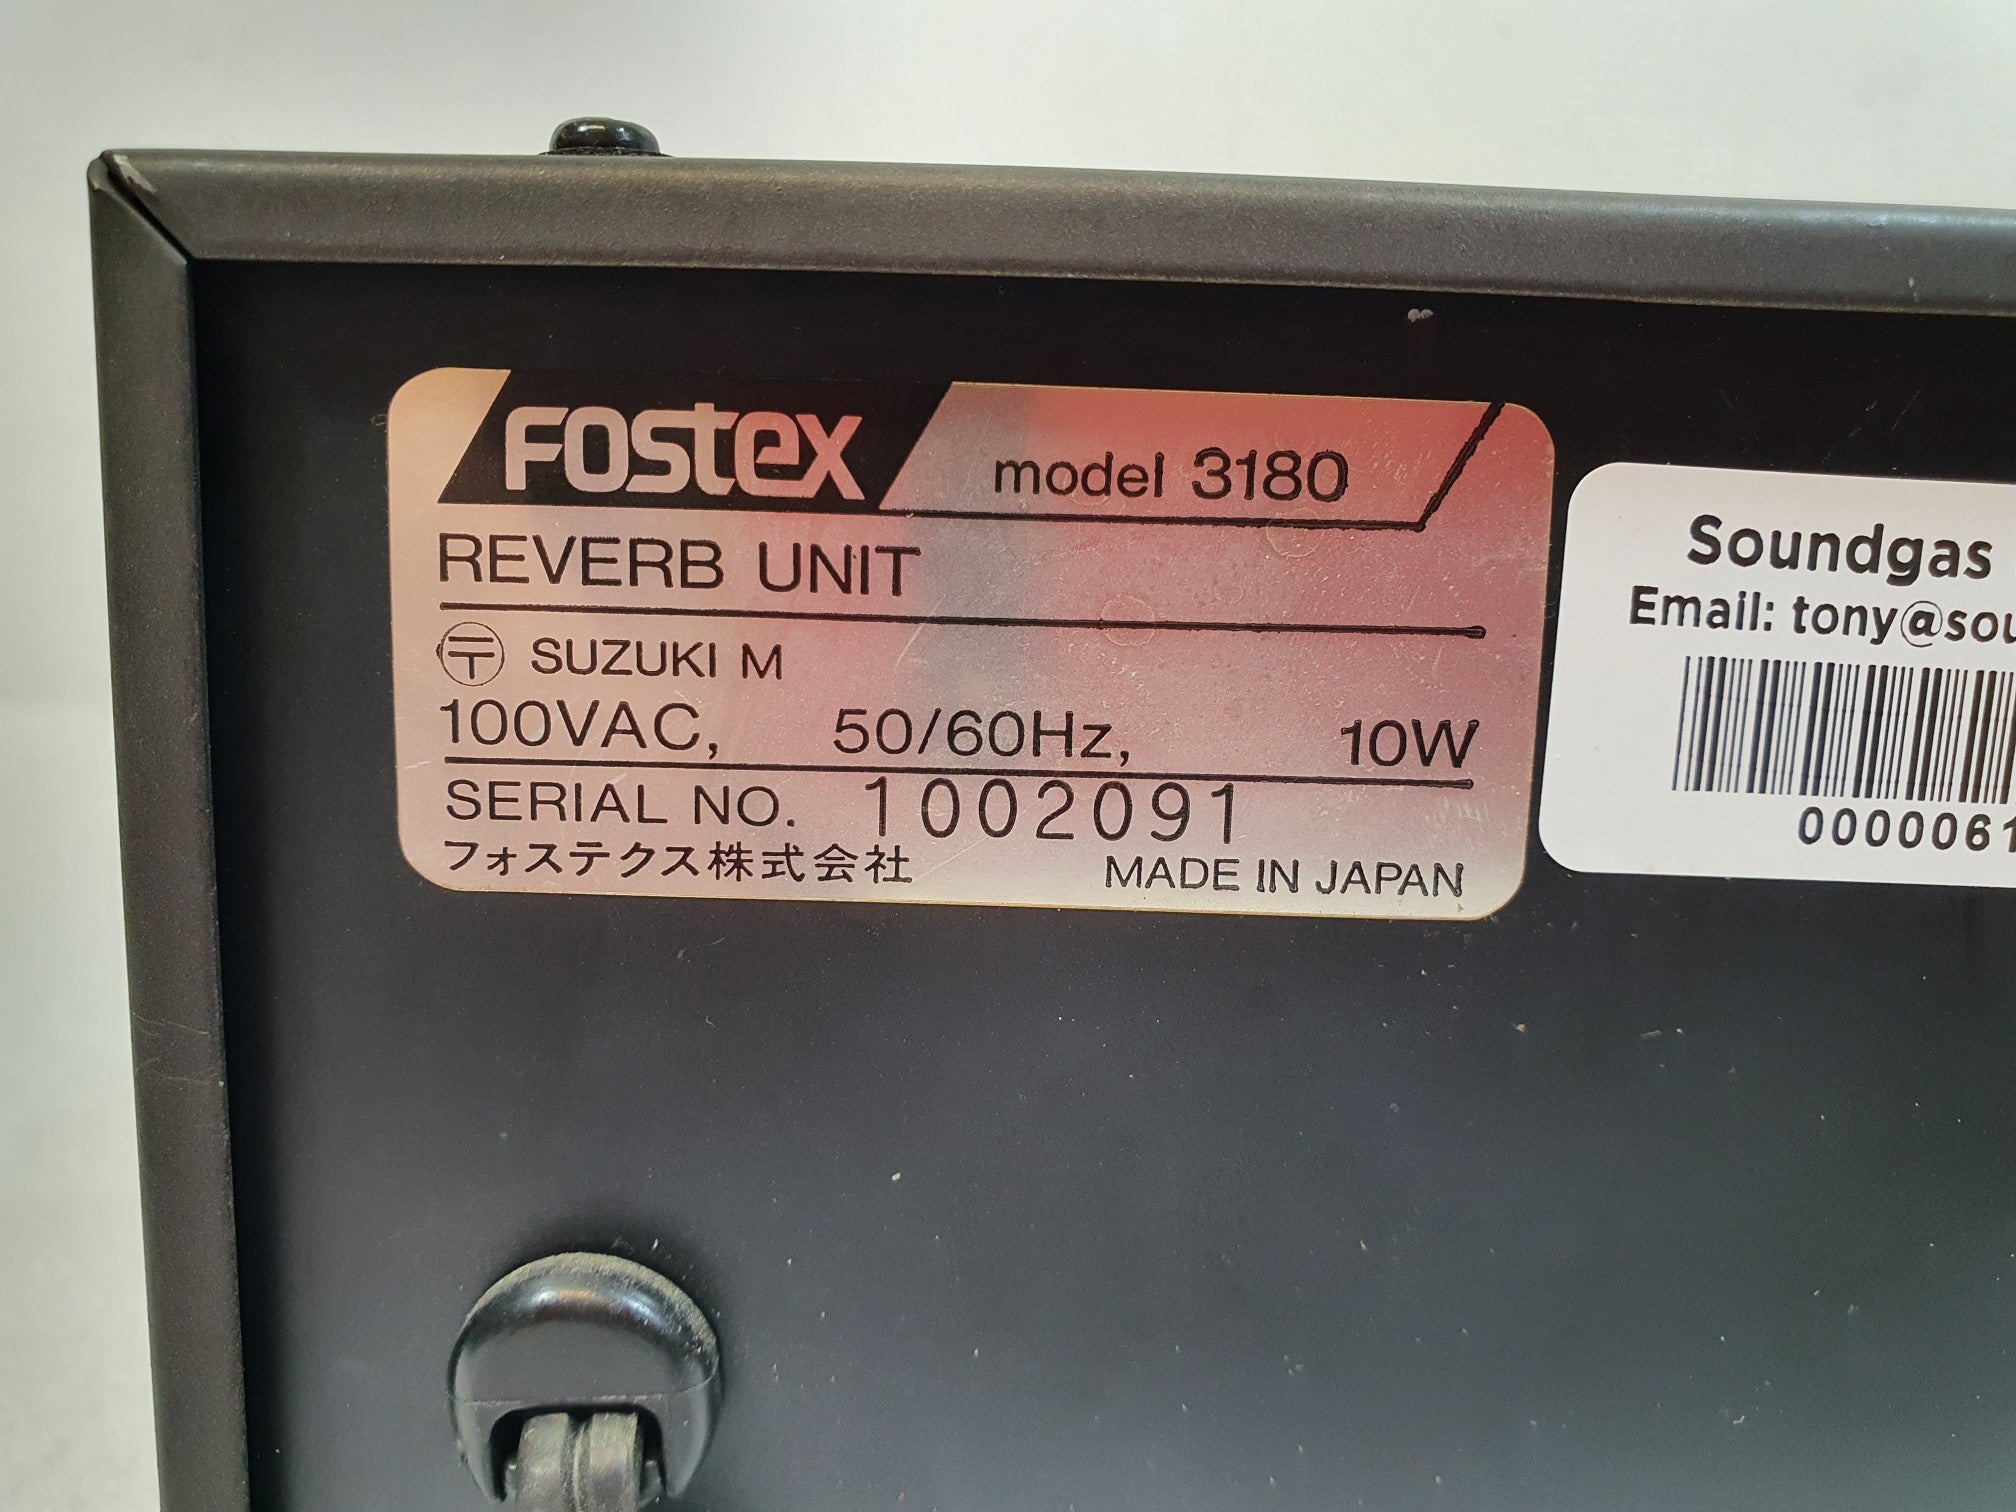 FOSTEX model 3180
REVERB UNIT
〒 SUZUKI M
100VAC, 50/60Hz, 10W
SERIAL NO. 1002091
フォステクス株式会社 MADE IN JAPAN
Soundgas
Email: tony@sou
0000061